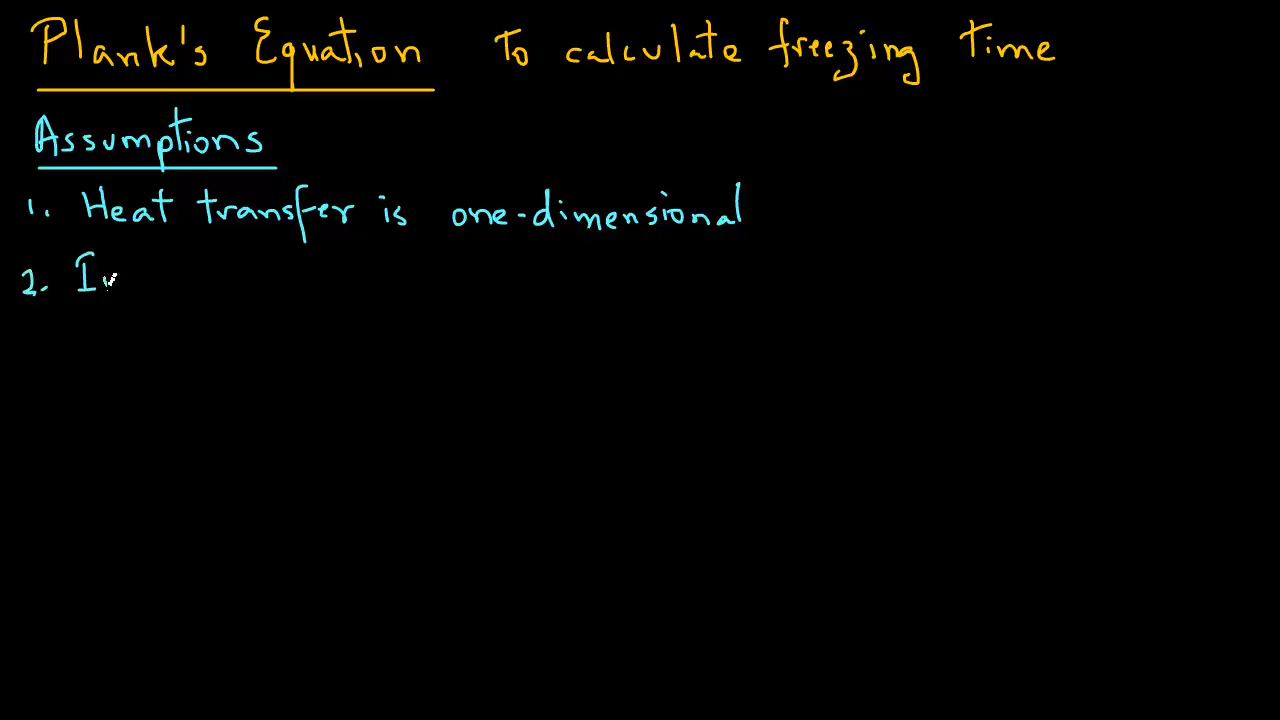 Plank's Equation To calculate freezing time
Assumptions
1. Heat transfer is one-dimensional
2. I